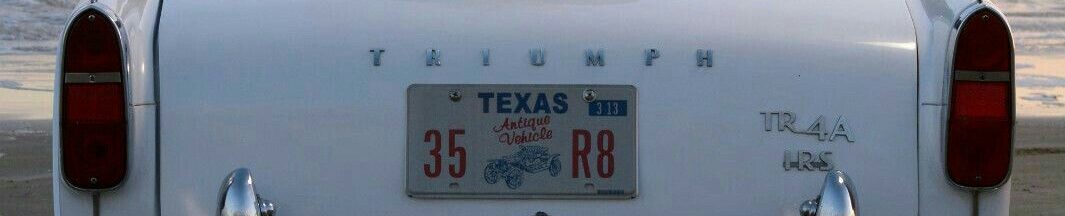 TRIUMPH
TEXAS 3 13
Antique
Vehicle
35 R8
TR4A
IRS